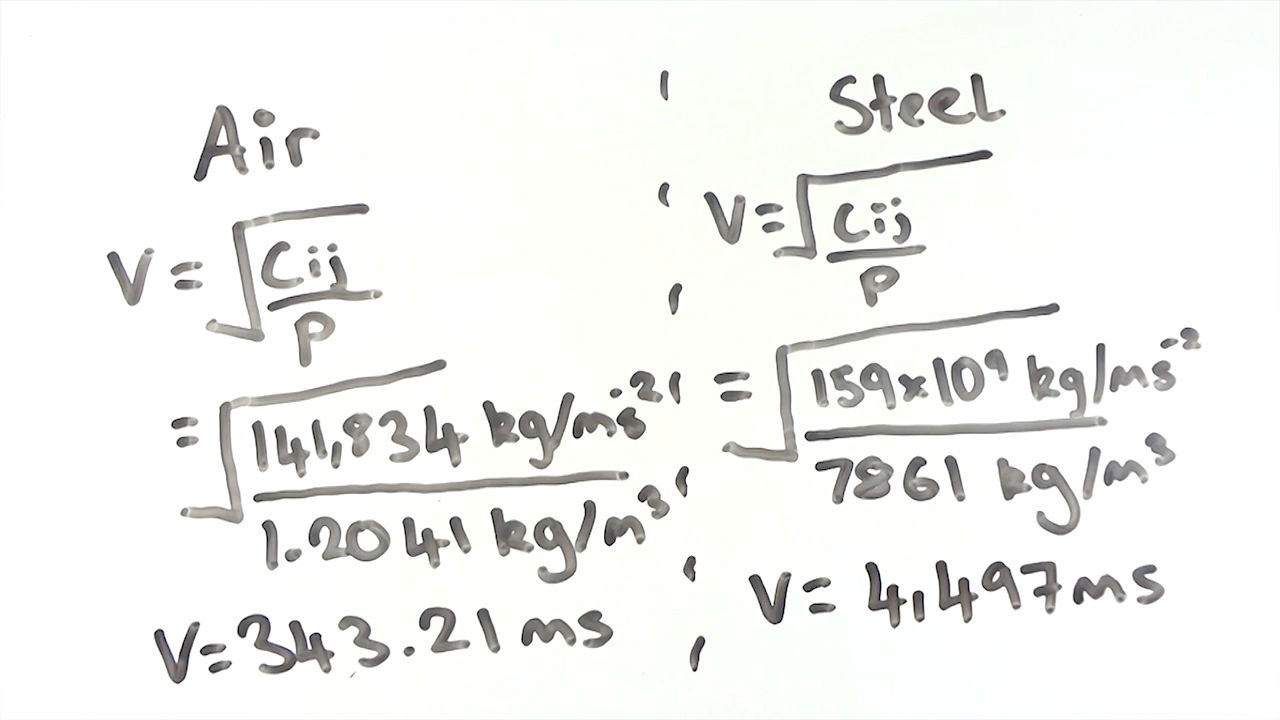 Air
V = √(Cij/P)
= √(141,834 kg/ms⁻² / 1.2041 kg/m³)
V = 343.21 ms
Steel
V = √(Cij/P)
= √(159×10⁹ kg/ms⁻² / 7861 kg/m³)
V = 4,497 ms